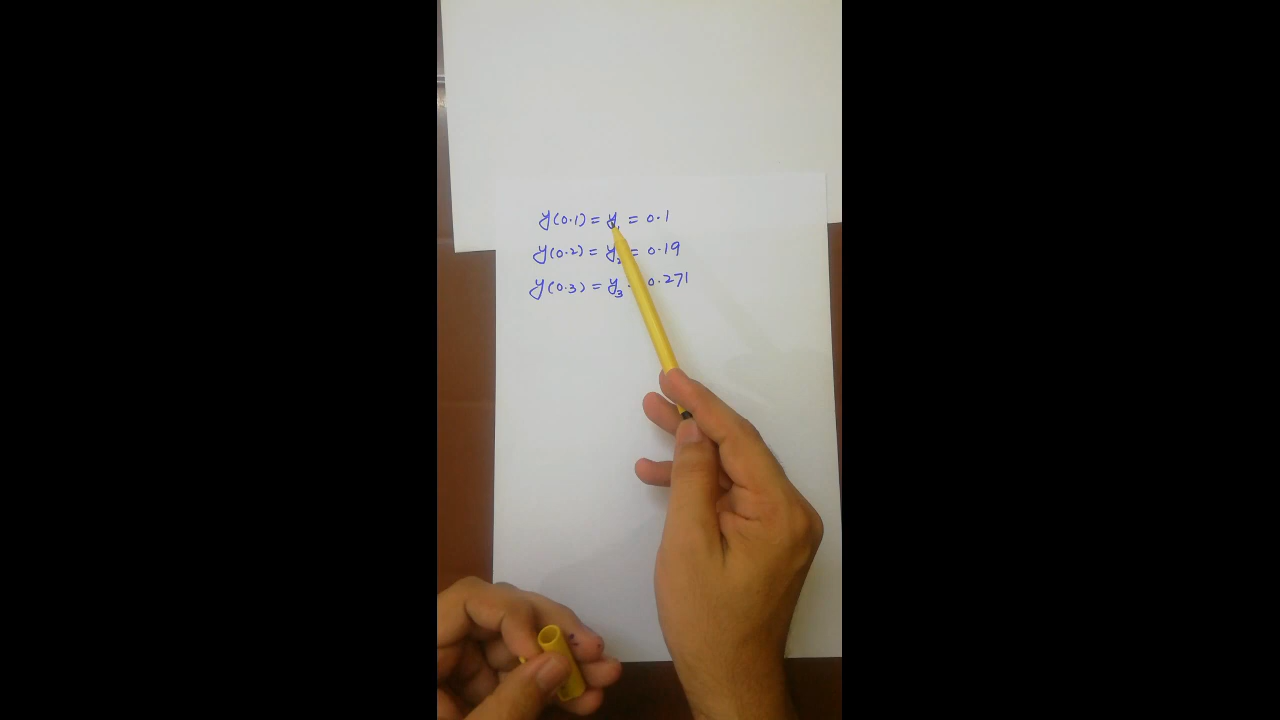 y(0.1) = y₁ = 0.1
y(0.2) = y₂ = 0.19
y(0.3) = y₃ = 0.271